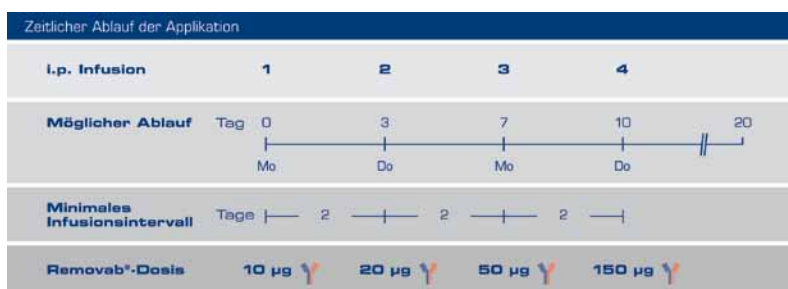 Zeitlicher Ablauf der Applikation
i.p. Infusion 1 2 3 4
Möglicher Ablauf Tag 0 3 7 10 20
Mo Do Mo Do
Minimales
Infusionsintervall Tage 2 2 2
Removab®-Dosis 10 µg 20 µg 50 µg 150 µg